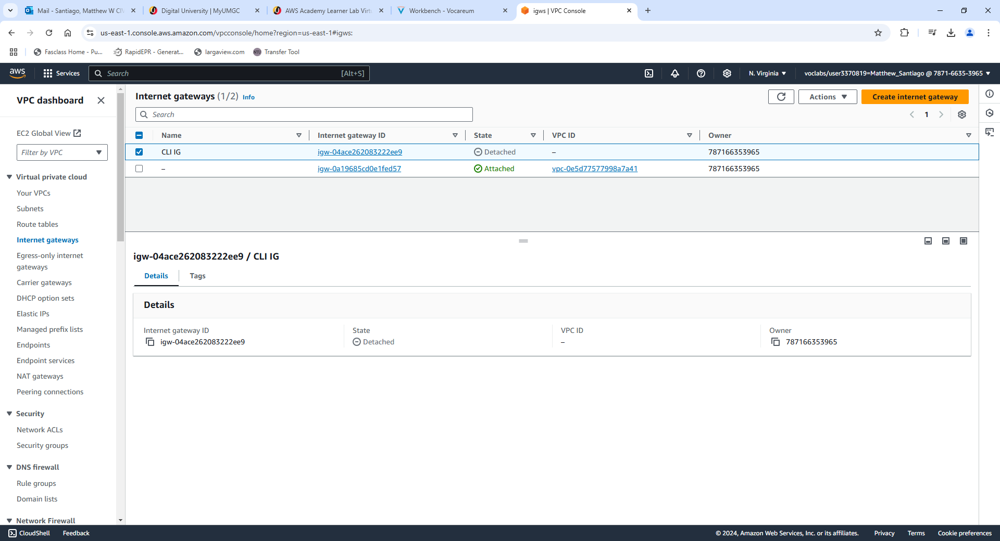 Mail - Santiago, Matthew W CIV
Digital University | MyUMGC
AWS Academy Learner Lab Virtu
Workbench - Vocareum
igws | VPC Console
us-east-1.console.aws.amazon.com/vpcconsole/home?region=us-east-1#igws:
Fasclass Home - Pu...
RapidEPR - Generat...
largaview.com
NTU
Transfer Tool
aws
Services
Search
[Alt+S]
N. Virginia
voclabs/user3370819=Matthew_Santiago @ 7871-6635-3965
VPC dashboard
EC2 Global View
Filter by VPC
Virtual private cloud
Your VPCs
Subnets
Route tables
Internet gateways
Egress-only internet
gateways
Carrier gateways
DHCP option sets
Elastic IPs
Managed prefix lists
Endpoints
Endpoint services
NAT gateways
Peering connections
Security
Network ACLs
Security groups
DNS firewall
Rule groups
Domain lists
Network Firewall
Internet gateways (1/2) Info
Actions
Create internet gateway
Search
1
Name Internet gateway ID State VPC ID Owner
CLI IG igw-04ace262083222ee9 Detached – 787166353965
– igw-0a19685cd0e1fed57 Attached vpc-0e5d77577998a7a41 787166353965
igw-04ace262083222ee9 / CLI IG
Details Tags
Details
Internet gateway ID State VPC ID Owner
igw-04ace262083222ee9 Detached – 787166353965
CloudShell Feedback
© 2024, Amazon Web Services, Inc. or its affiliates. Privacy Terms Cookie preferences